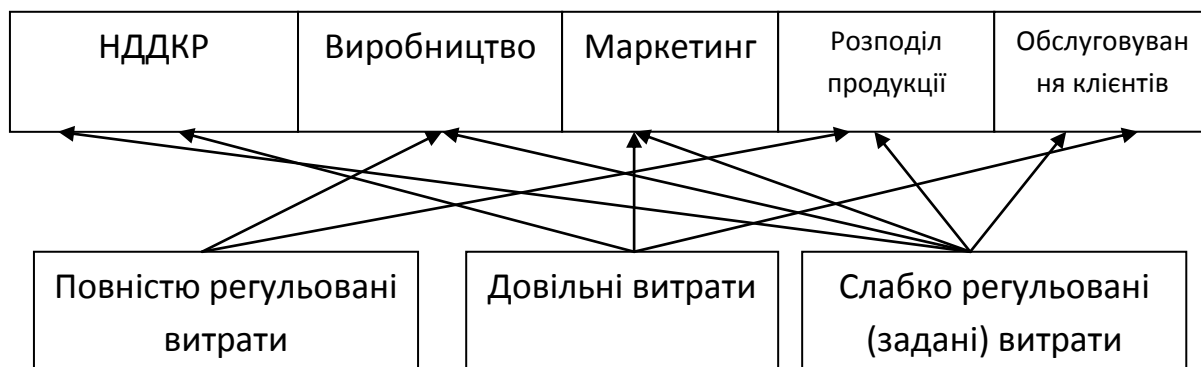 НДДКР
Виробництво
Маркетинг
Розподіл
продукції
Обслуговуван
ня клієнтів
Повністю регульовані
витрати
Довільні витрати
Слабко регульовані
(задані) витрати